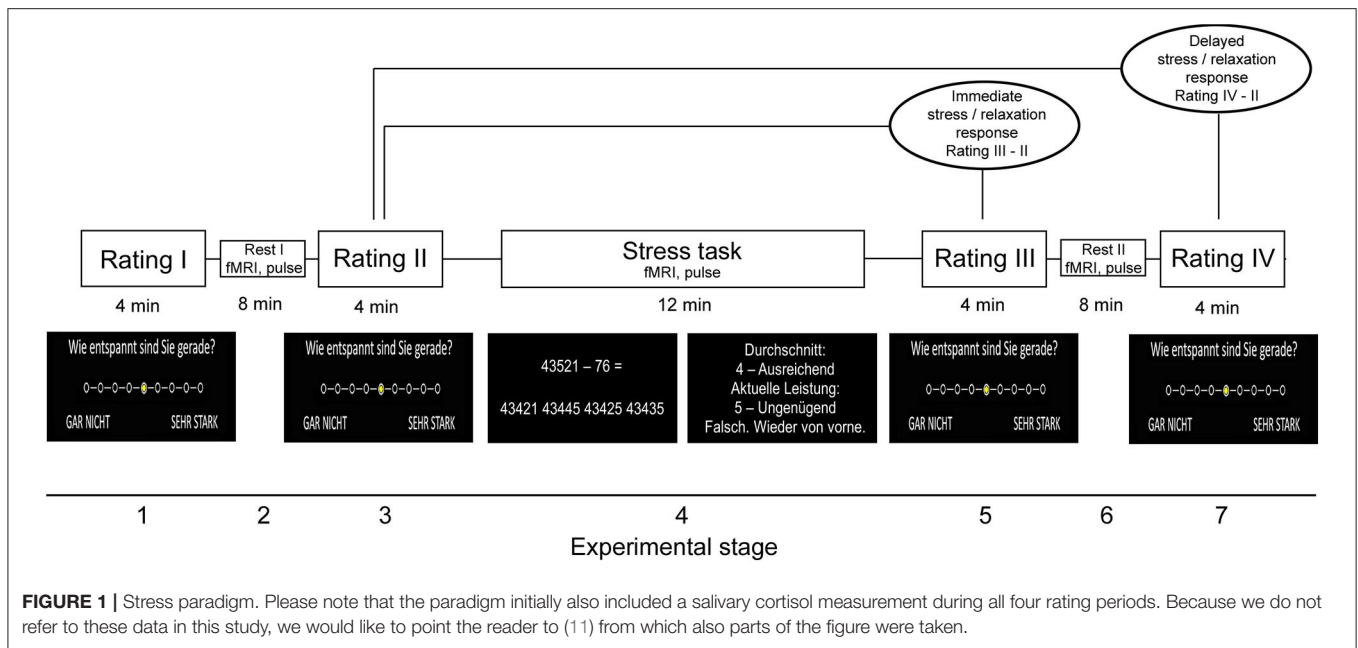 Delayed
stress / relaxation
response
Rating IV - II
Immediate
stress / relaxation
response
Rating III - II
Rating I
Rest I
fMRI, pulse
Rating II
Stress task
fMRI, pulse
Rating III
Rest II
fMRI, pulse
Rating IV
4 min
8 min
4 min
12 min
4 min
8 min
4 min
Wie entspannt sind Sie gerade?
GAR NICHT SEHR STARK
Wie entspannt sind Sie gerade?
GAR NICHT SEHR STARK
43521 – 76 =
43421 43445 43425 43435
Durchschnitt:
4 – Ausreichend
Aktuelle Leistung:
5 – Ungenügend
Falsch. Wieder von vorne.
Wie entspannt sind Sie gerade?
GAR NICHT SEHR STARK
Wie entspannt sind Sie gerade?
GAR NICHT SEHR STARK
1 2 3 4 5 6 7
Experimental stage
FIGURE 1 | Stress paradigm. Please note that the paradigm initially also included a salivary cortisol measurement during all four rating periods. Because we do not
refer to these data in this study, we would like to point the reader to (11) from which also parts of the figure were taken.